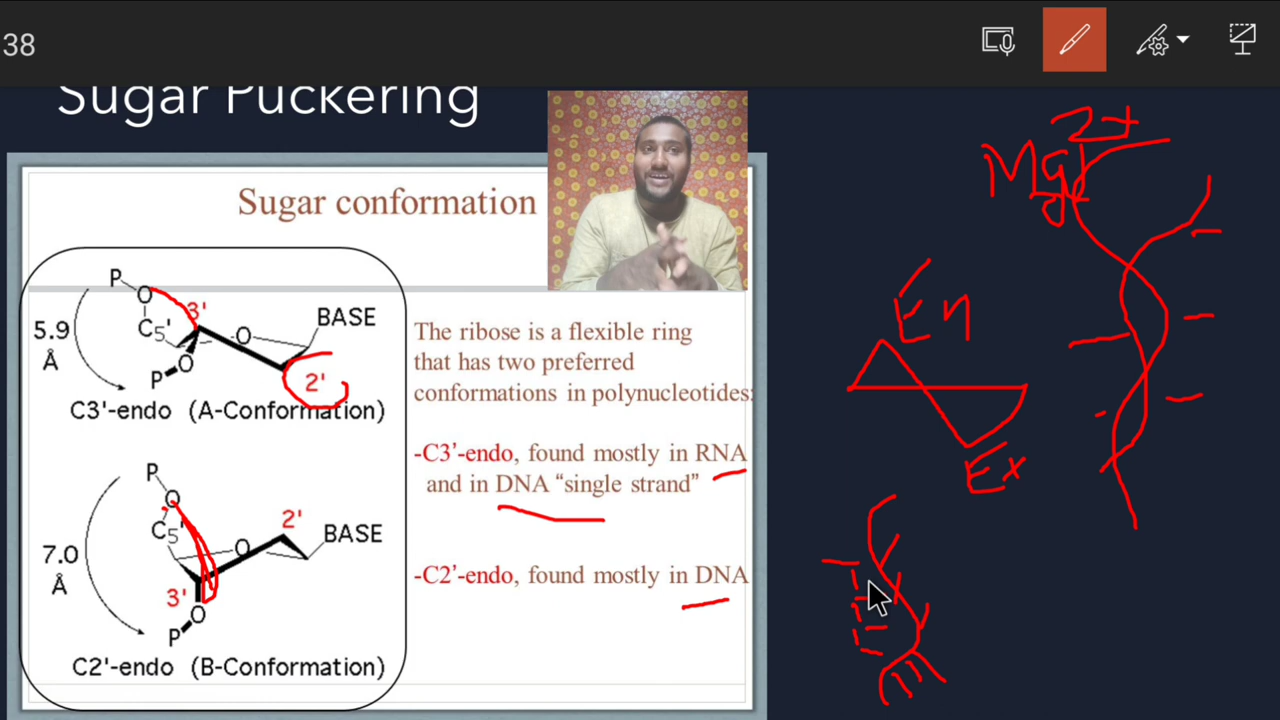 38
Sugar Puckering
Sugar conformation
P
O
3'
C5'
O
BASE
5.9
Å
O
P
2'
C3'-endo (A-Conformation)
P
O
2'
C5'
O
BASE
7.0
Å
3'
O
P
C2'-endo (B-Conformation)
The ribose is a flexible ring
that has two preferred
conformations in polynucleotides:
-C3’-endo, found mostly in RNA
and in DNA “single strand”
-C2’-endo, found mostly in DNA
Mg 2+
En
Ex